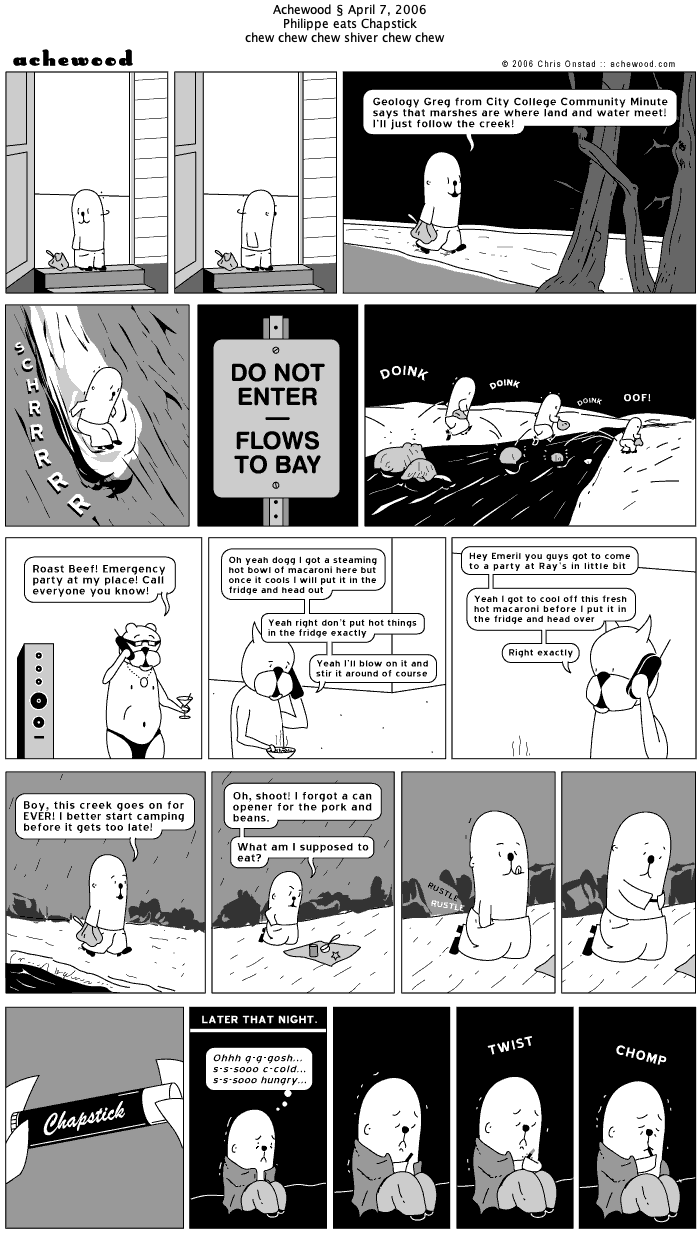 Achewood § April 7, 2006
Philippe eats Chapstick
chew chew chew shiver chew chew
achewood
© 2006 Chris Onstad :: achewood.com
Geology Greg from City College Community Minute
says that marshes are where land and water meet!
I'll just follow the creek!
SCHRRRRRR
DO NOT
ENTER
—
FLOWS
TO BAY
DOINK
DOINK
DOINK
OOF!
Roast Beef! Emergency
party at my place! Call
everyone you know!
Oh yeah dogg I got a steaming
hot bowl of macaroni here but
once it cools I will put it in the
fridge and head out
Yeah right don't put hot things
in the fridge exactly
Yeah I'll blow on it and
stir it around of course
Hey Emeril you guys got to come
to a party at Ray's in little bit
Yeah I got to cool off this fresh
hot macaroni before I put it in
the fridge and head over
Right exactly
Boy, this creek goes on for
EVER! I better start camping
before it gets too late!
Oh, shoot! I forgot a can
opener for the pork and
beans.
What am I supposed to
eat?
RUSTLE
RUSTLE
Chapstick
LATER THAT NIGHT.
Ohhh g-g-gosh...
s-s-sooo c-cold...
s-s-sooo hungry...
TWIST
CHOMP